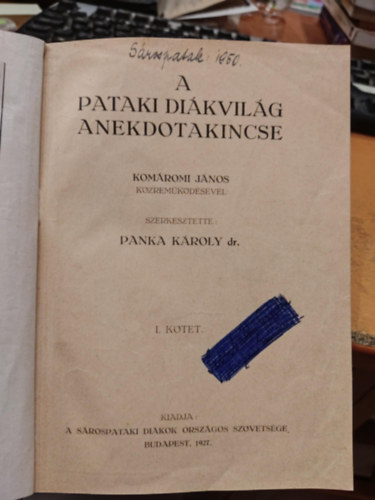 Sárospatak. 1950.
A
PATAKI DIÁKVILÁG
ANEKDOTAKINCSE
KOMÁROMI JÁNOS
KÖZREMŰKÖDÉSÉVEL
SZERKESZTETTE:
PANKA KÁROLY dr.
I. KÖTET.
KIADJA:
A SÁROSPATAKI DIÁKOK ORSZÁGOS SZÖVETSÉGE,
BUDAPEST, 1927.